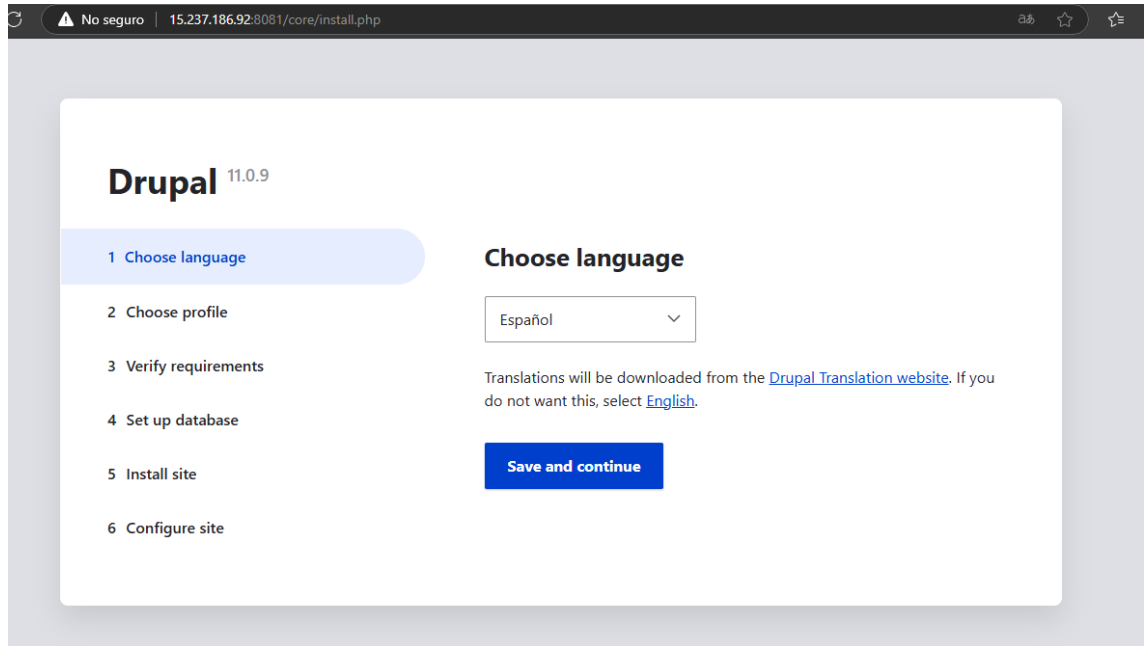 No seguro 15.237.186.92:8081/core/install.php
Drupal 11.0.9
1 Choose language
2 Choose profile
3 Verify requirements
4 Set up database
5 Install site
6 Configure site
Choose language
Español
Translations will be downloaded from the Drupal Translation website. If you
do not want this, select English.
Save and continue